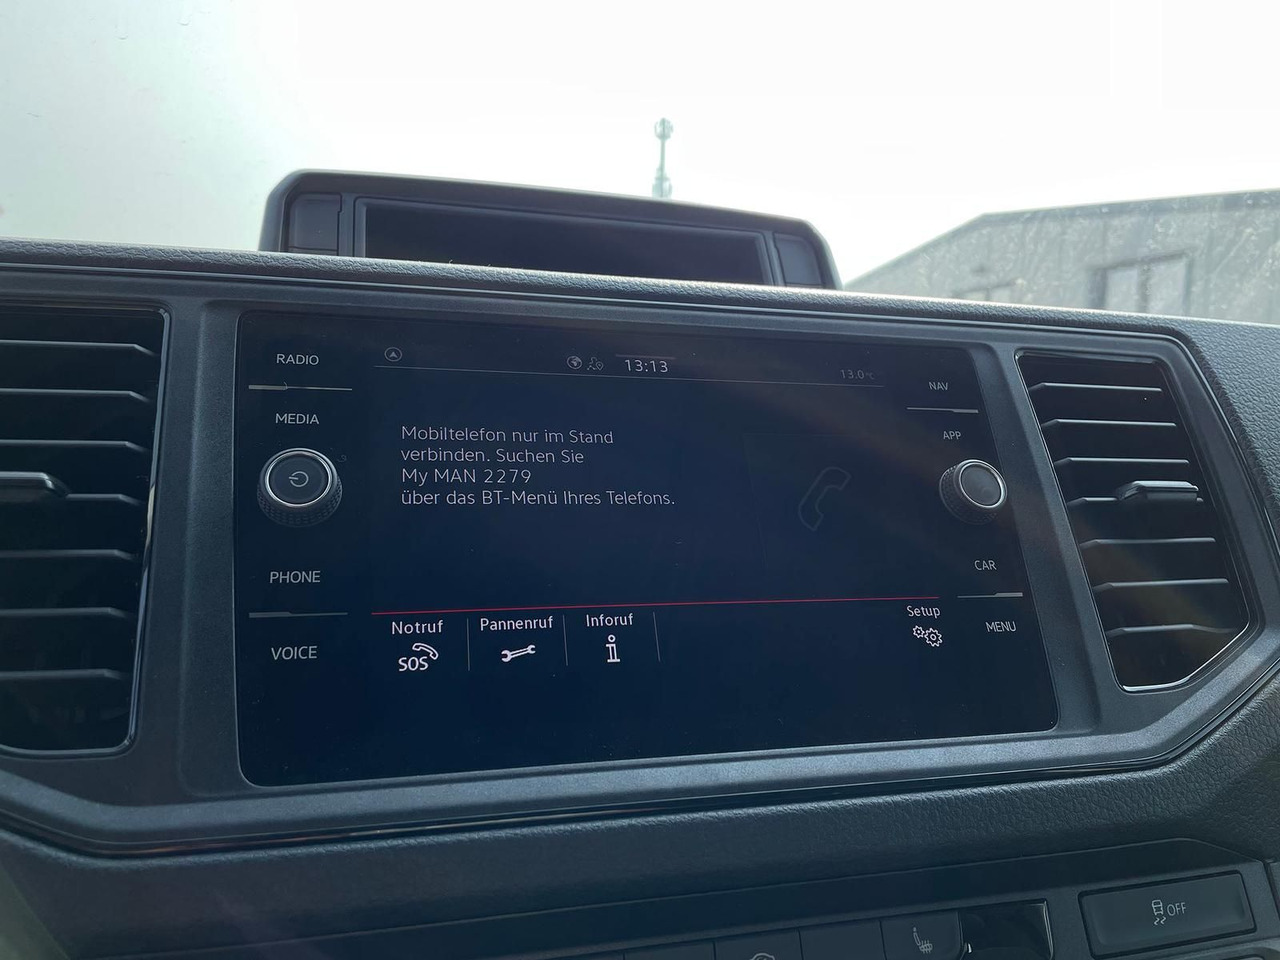 RADIO
MEDIA
PHONE
VOICE
13:13
13.0°C
Mobiltelefon nur im Stand
verbinden. Suchen Sie
My MAN 2279
über das BT-Menü Ihres Telefons.
Notruf
SOS
Pannenruf
Inforuf
Setup
NAV
APP
CAR
MENU
OFF